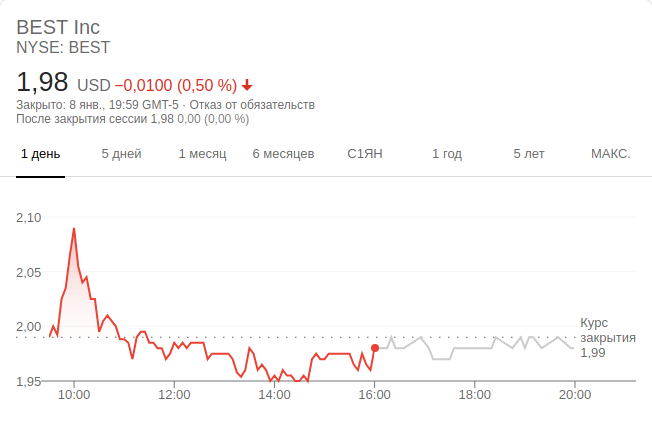 BEST Inc
NYSE: BEST
1,98 USD −0,0100 (0,50 %)
Закрыто: 8 янв., 19:59 GMT-5 · Отказ от обязательств
После закрытия сессии 1,98 0,00 (0,00 %)
1 день 5 дней 1 месяц 6 месяцев С1ЯН 1 год 5 лет МАКС.
2,10
2,05
2,00
Курс
закрытия
1,99
1,95
10:00 12:00 14:00 16:00 18:00 20:00